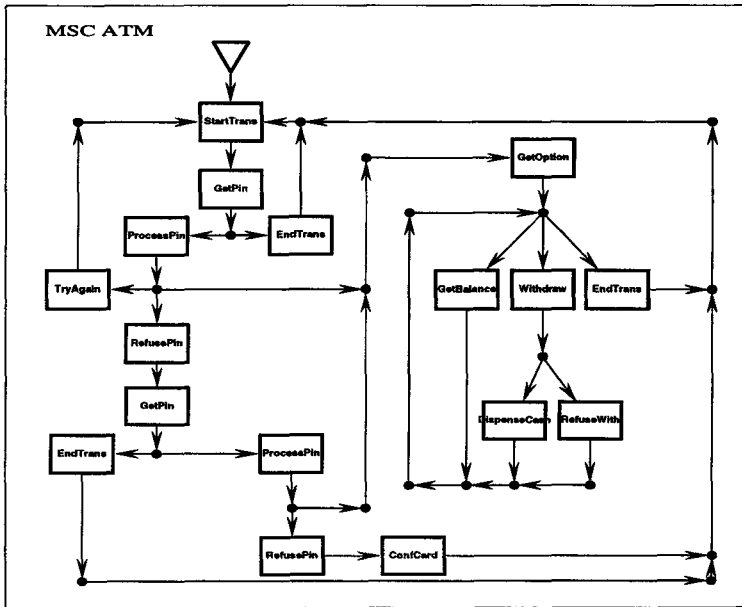 MSC ATM
StartTrans
GetOption
GetPin
ProcessPin
EndTrans
TryAgain
GetBalance
Withdraw
EndTrans
RefusePin
GetPin
DispenseCash
RefuseWith
EndTrans
ProcessPin
RefusePin
ConfCard